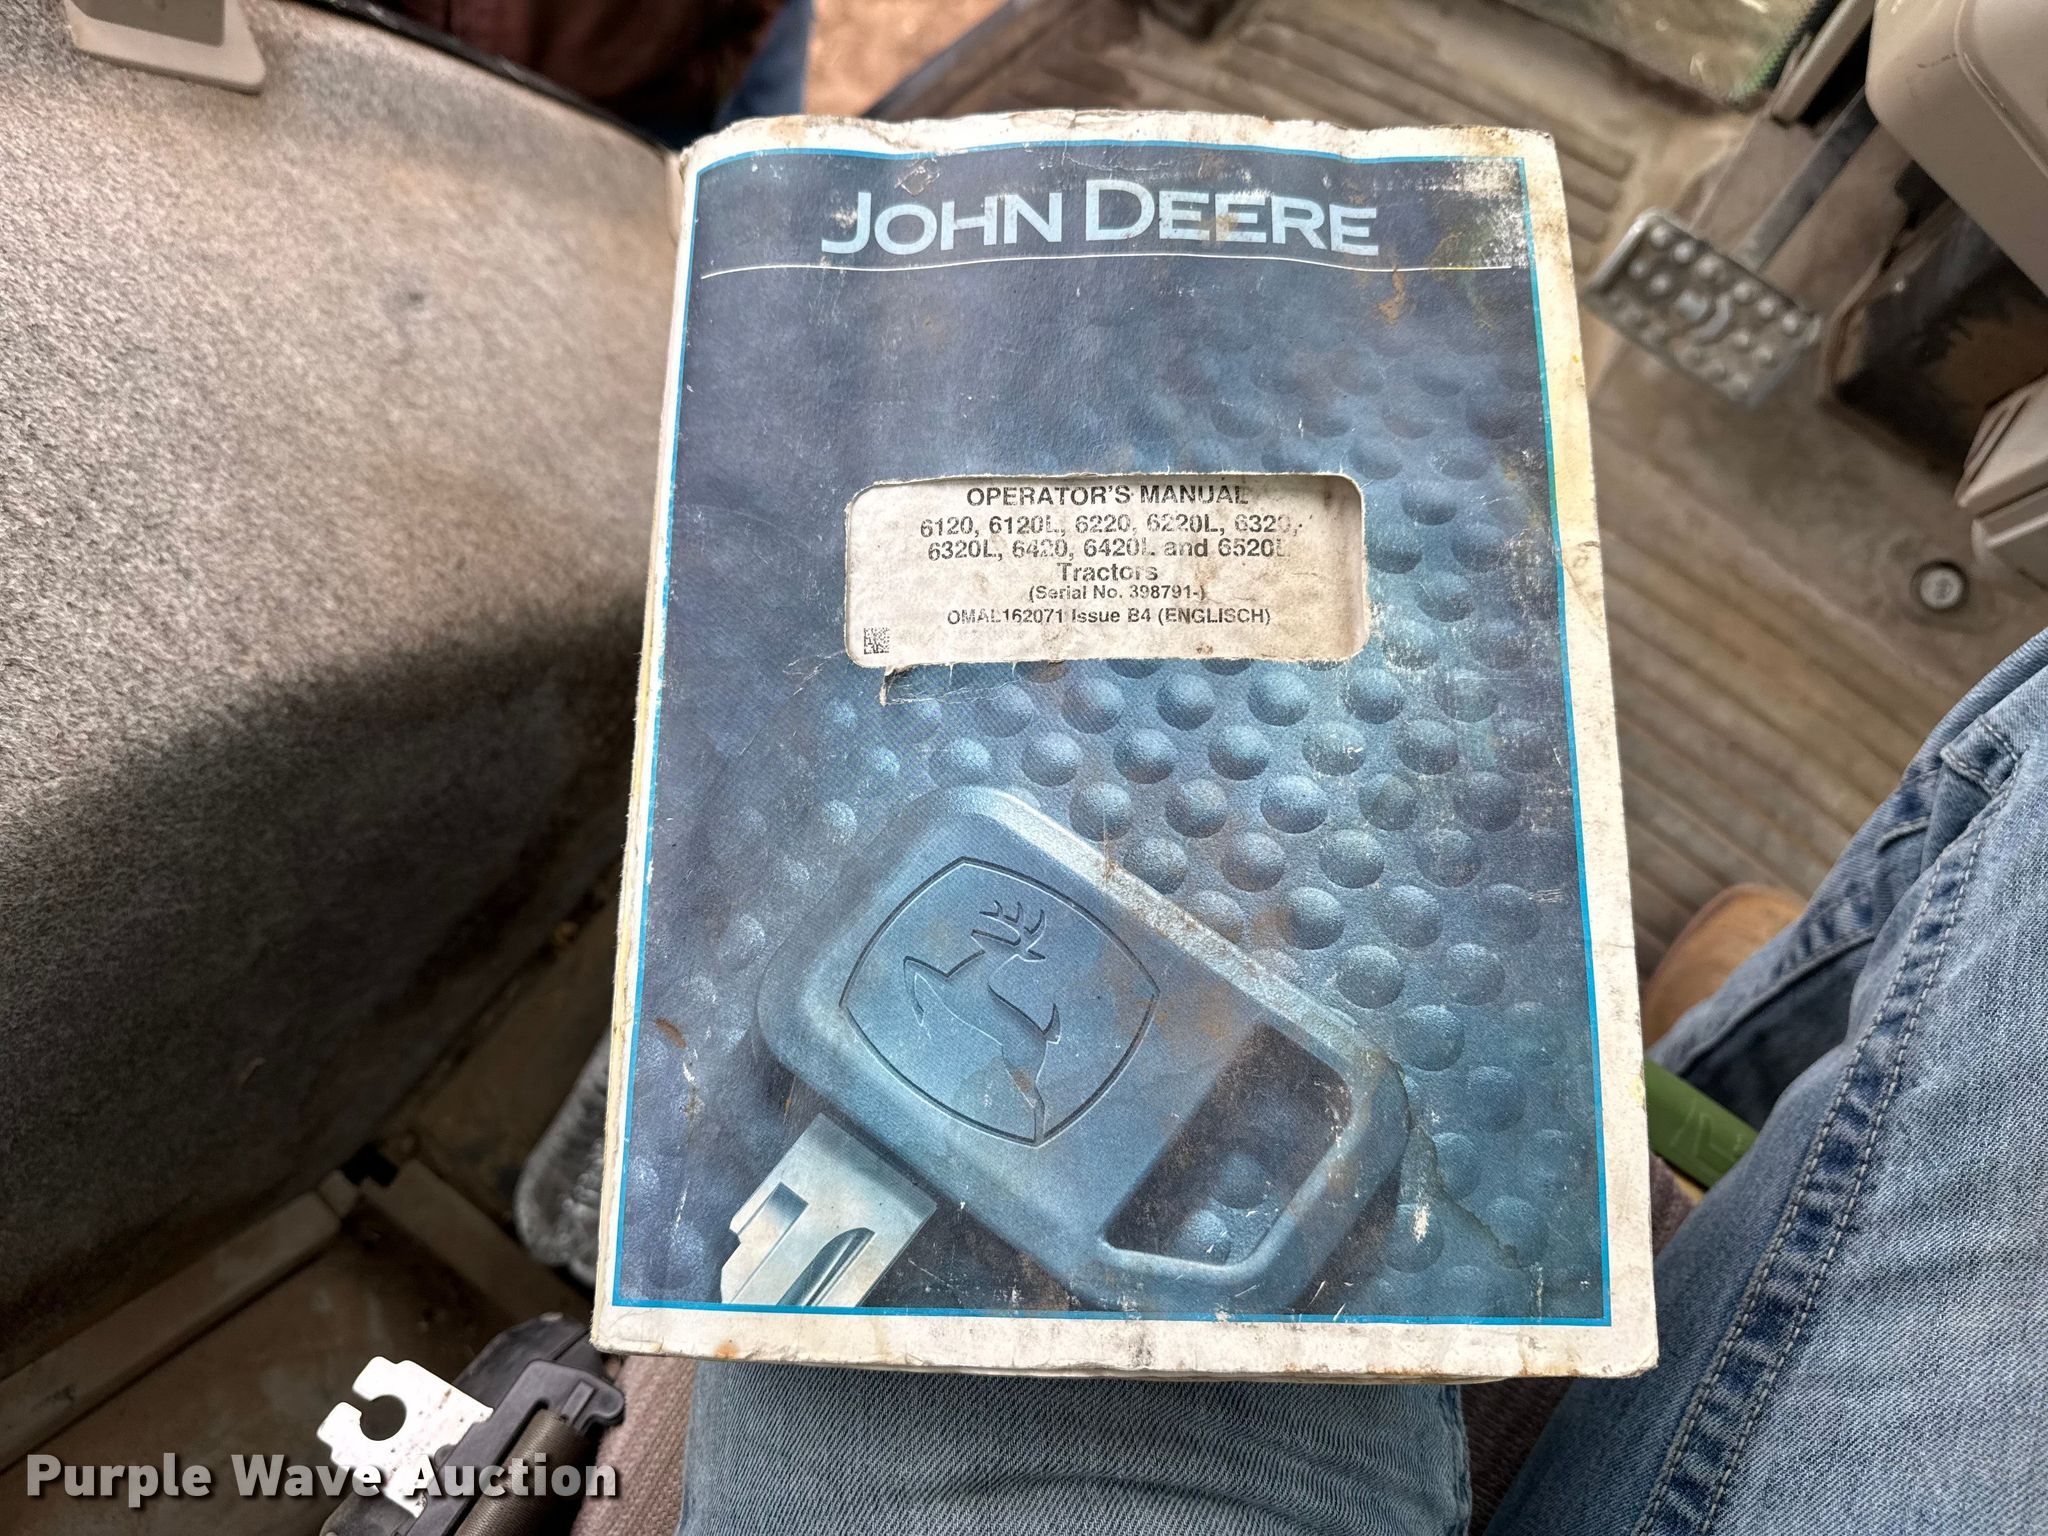 JOHN DEERE
OPERATOR'S MANUAL
6120, 6120L, 6220, 6220L, 6320,
6320L, 6420, 6420L and 6520L
Tractors
(Serial No. 398791-)
OMAL162071 Issue B4 (ENGLISCH)
Purple Wave Auction